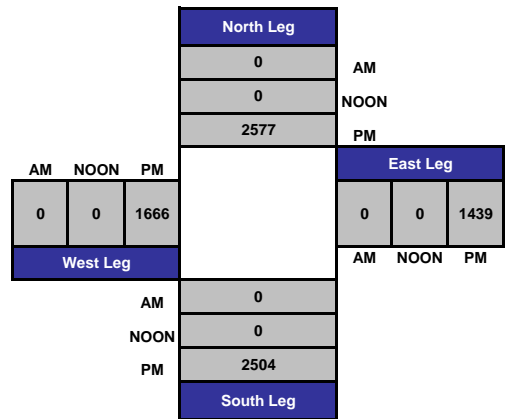 North Leg
0 AM
0 NOON
2577 PM
AM NOON PM East Leg
0 0 1666 0 0 1439
West Leg AM NOON PM
AM 0
NOON 0
PM 2504
South Leg